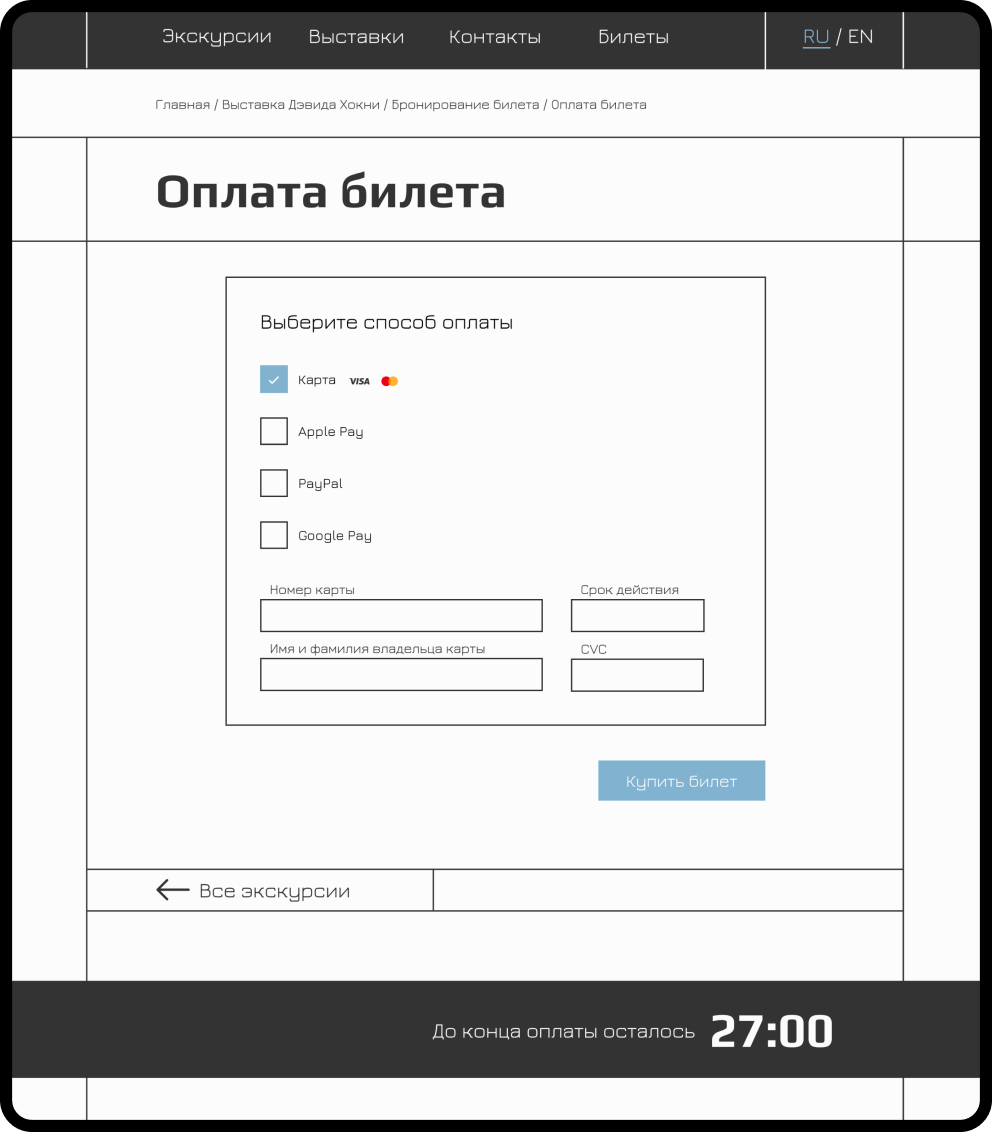 Экскурсии Выставки Контакты Билеты RU / EN
Главная / Выставка Дэвида Хокни / Бронирование билета / Оплата билета
Оплата билета
Выберите способ оплаты
Карта VISA
Apple Pay
PayPal
Google Pay
Номер карты Срок действия
Имя и фамилия владельца карты CVC
Купить билет
Все экскурсии
До конца оплаты осталось 27:00